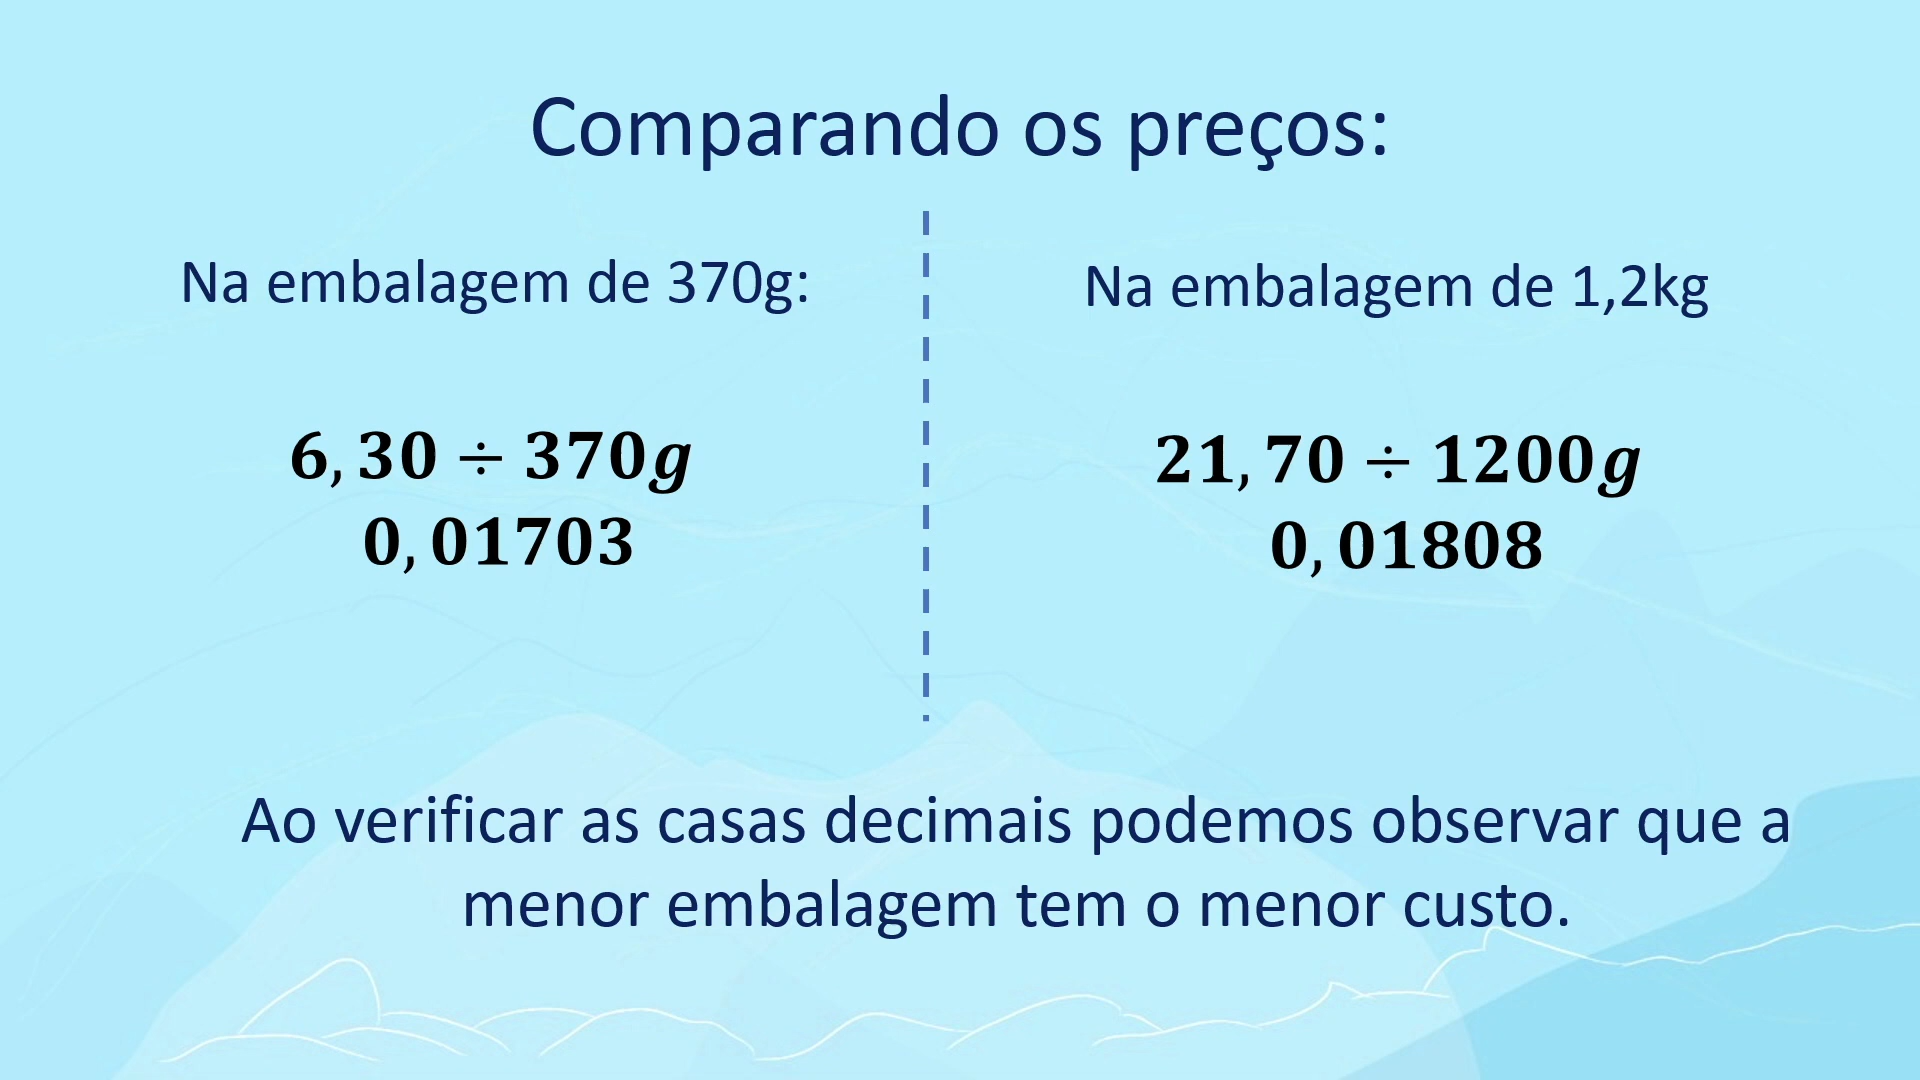 Comparando os preços:
Na embalagem de 370g:
6,30 ÷ 370g
0,01703
Na embalagem de 1,2kg
21,70 ÷ 1200g
0,01808
Ao verificar as casas decimais podemos observar que a
menor embalagem tem o menor custo.